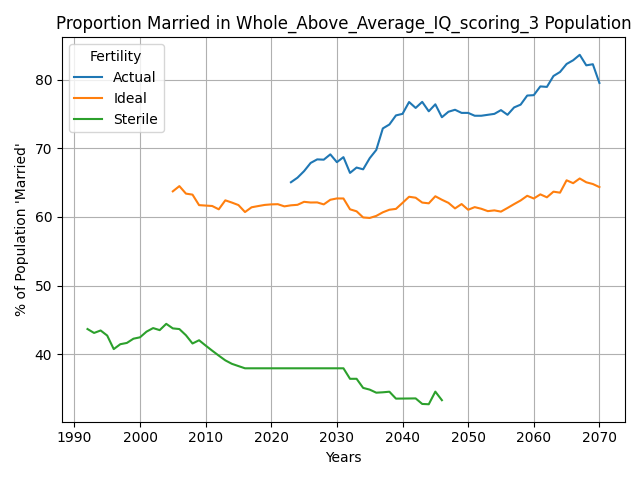 Proportion Married in Whole_Above_Average_IQ_scoring_3 Population
Fertility
Actual
Ideal
Sterile
% of Population 'Married'
80
70
60
50
40
1990
2000
2010
2020
2030
2040
2050
2060
2070
Years